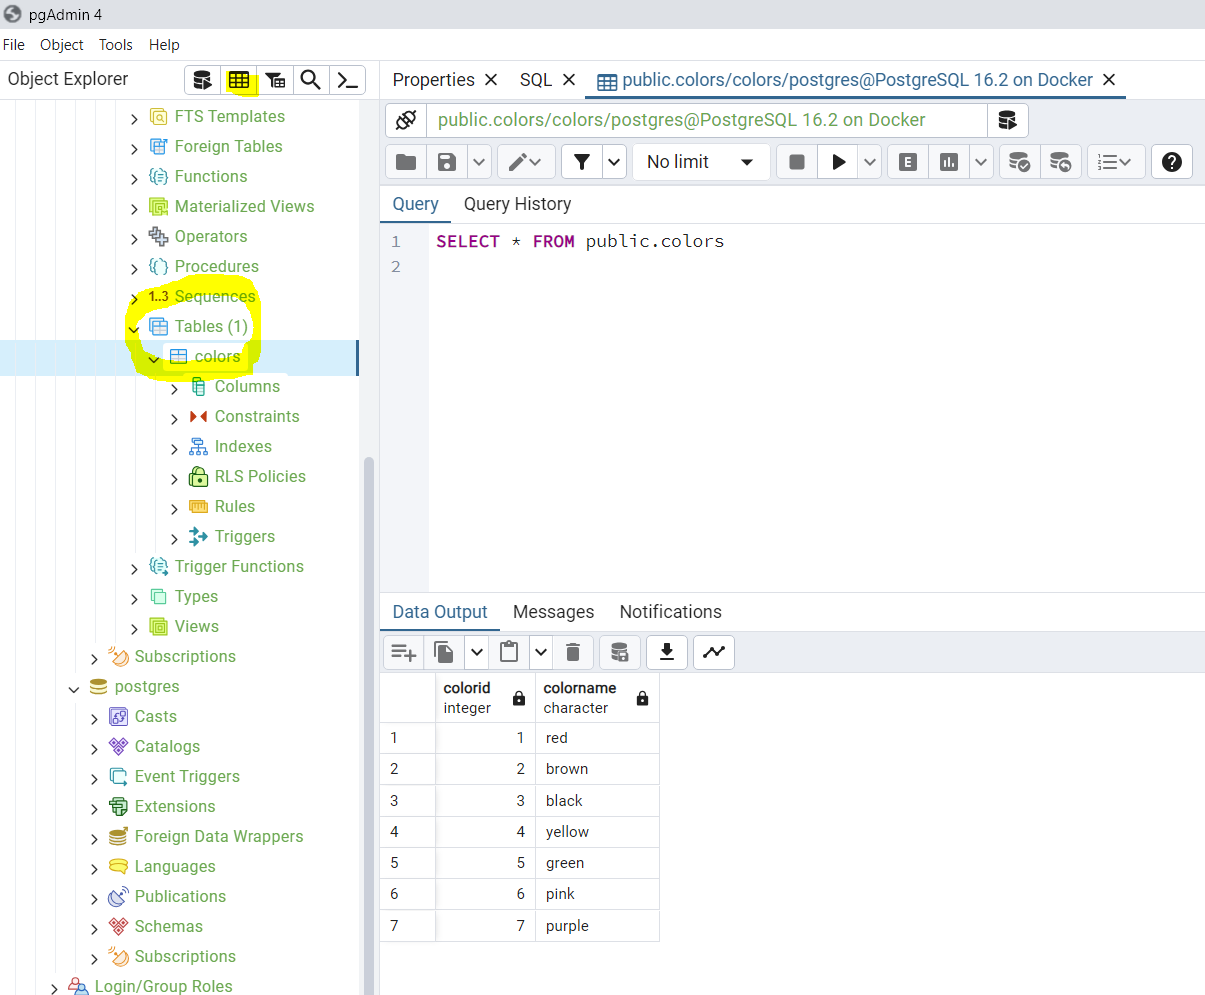 pgAdmin 4
File Object Tools Help
Object Explorer
FTS Templates
Foreign Tables
Functions
Materialized Views
Operators
Procedures
1..3 Sequences
Tables (1)
colors
Columns
Constraints
Indexes
RLS Policies
Rules
Triggers
Trigger Functions
Types
Views
Subscriptions
postgres
Casts
Catalogs
Event Triggers
Extensions
Foreign Data Wrappers
Languages
Publications
Schemas
Subscriptions
Login/Group Roles
Properties SQL public.colors/colors/postgres@PostgreSQL 16.2 on Docker
public.colors/colors/postgres@PostgreSQL 16.2 on Docker
No limit E
Query Query History
1 SELECT * FROM public.colors
2
Data Output Messages Notifications
colorid colorname
integer character
1 1 red
2 2 brown
3 3 black
4 4 yellow
5 5 green
6 6 pink
7 7 purple